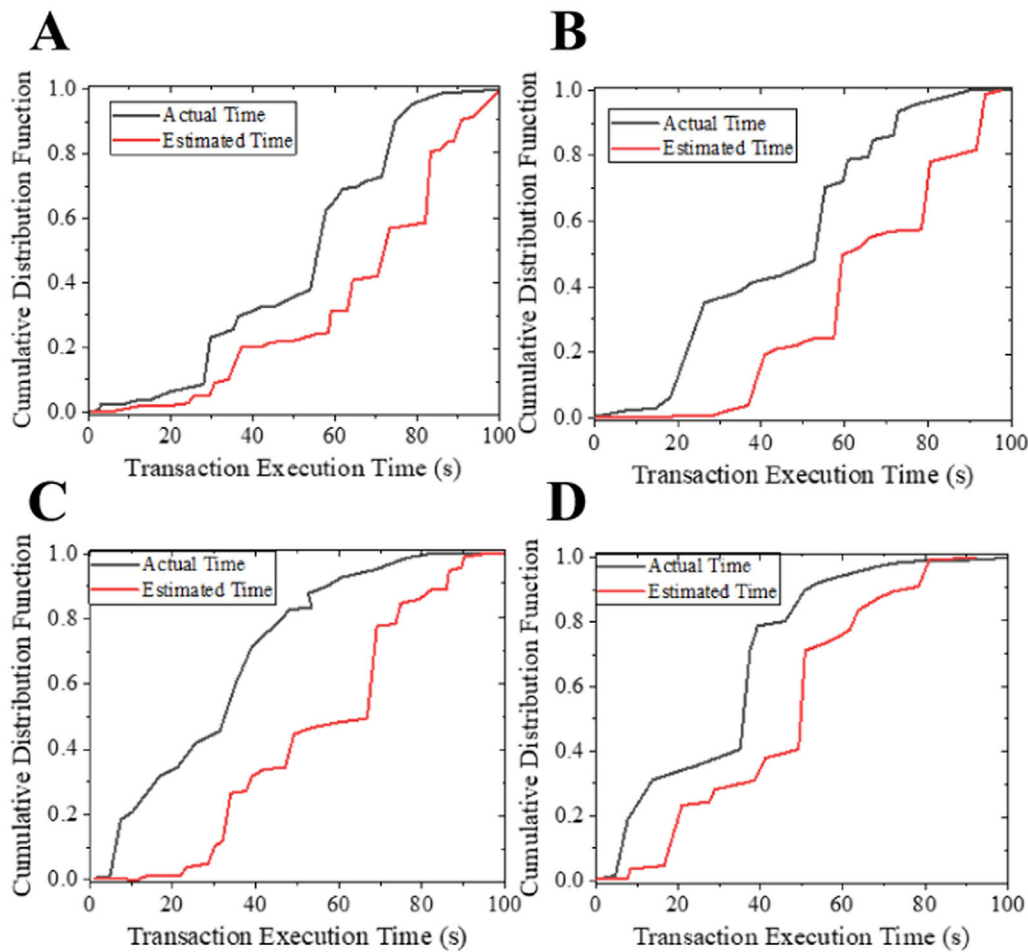 A
Cumulative Distribution Function
1.0
0.8
0.6
0.4
0.2
0.0
Actual Time
Estimated Time
0 20 40 60 80 100
Transaction Execution Time (s)
B
Cumulative Distribution Function
1.0
0.8
0.6
0.4
0.2
0.0
Actual Time
Estimated Time
0 20 40 60 80 100
Transaction Execution Time (s)
C
Cumulative Distribution Function
1.0
0.8
0.6
0.4
0.2
0.0
Actual Time
Estimated Time
0 20 40 60 80 100
Transaction Execution Time (s)
D
Cumulative Distribution Function
1.0
0.8
0.6
0.4
0.2
0.0
Actual Time
Estimated Time
0 20 40 60 80 100
Transaction Execution Time (s)